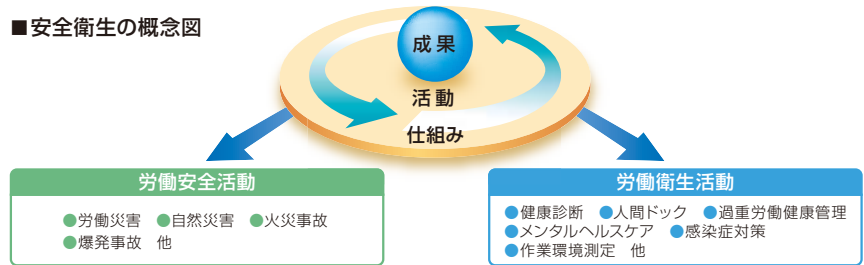 ■安全衛生の概念図
成果
活動
仕組み
労働安全活動
●労働災害 ●自然災害 ●火災事故
●爆発事故 他
労働衛生活動
●健康診断 ●人間ドック ●過重労働健康管理
●メンタルヘルスケア ●感染症対策
●作業環境測定 他